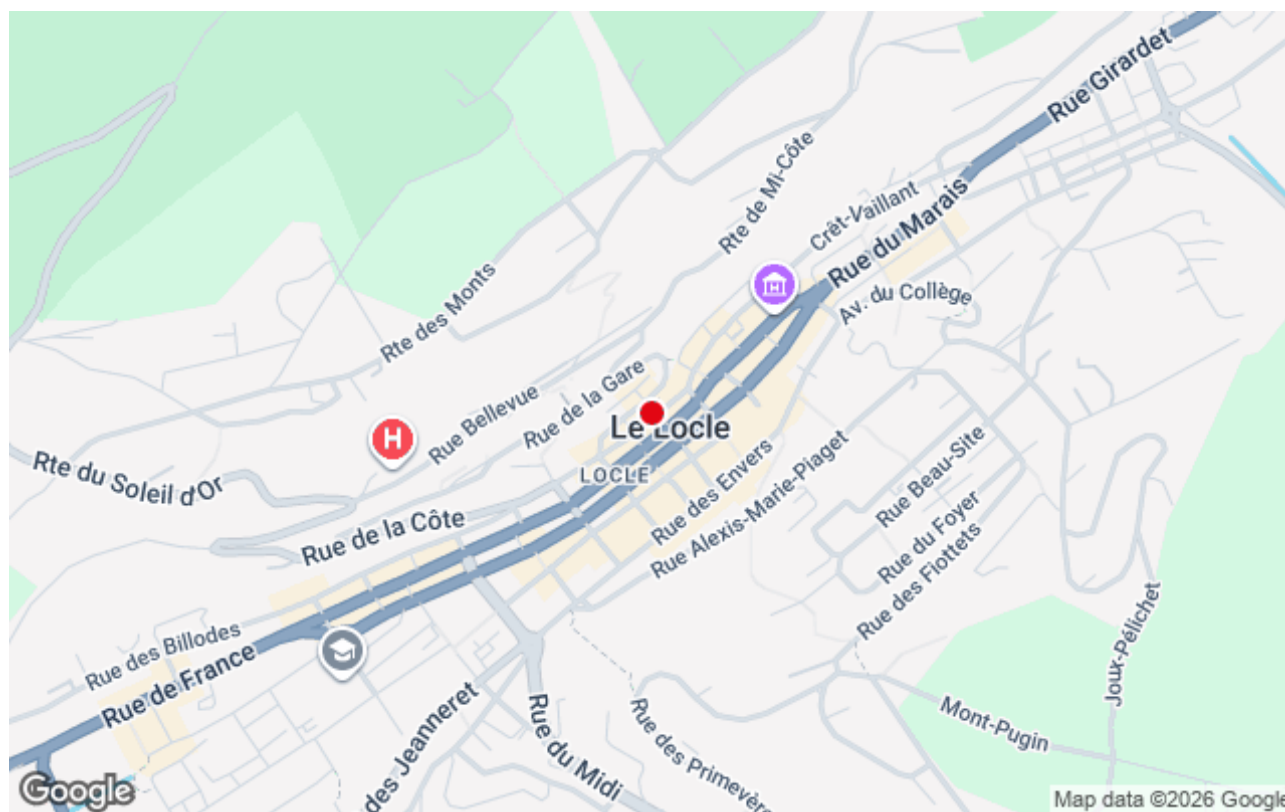 Rue Girardet
Rte de Mi-Côte
Crêt-Vaillant
Rue du Marais
Av. du Collège
Rte des Monts
Rue de la Gare
Rue Bellevue
H
Le Locle
LOCLE
Rte du Soleil d'Or
Rue des Envers
Rue Alexis-Marie-Piaget
Rue Beau-Site
Rue de la Côte
Rue du Foyer
Rue des Fiottets
Joux-Pélichet
Rue des Billodes
Rue de France
des Jeanneret
Rue du Midi
Rue des Primevère
Mont-Pugin
Google
Map data ©2026 Google